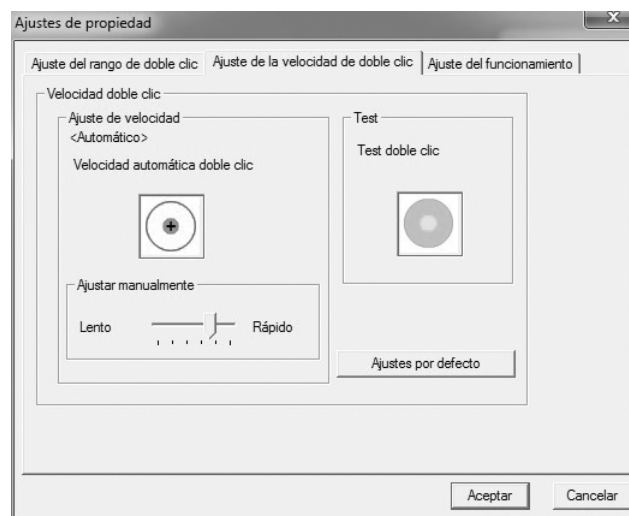 Ajustes de propiedad
Ajuste del rango de doble clic
Ajuste de la velocidad de doble clic
Ajuste del funcionamiento
Velocidad doble clic
Ajuste de velocidad
<Automático>
Velocidad automática doble clic
Test
Test doble clic
Ajustar manualmente
Lento
Rápido
Ajustes por defecto
Aceptar
Cancelar